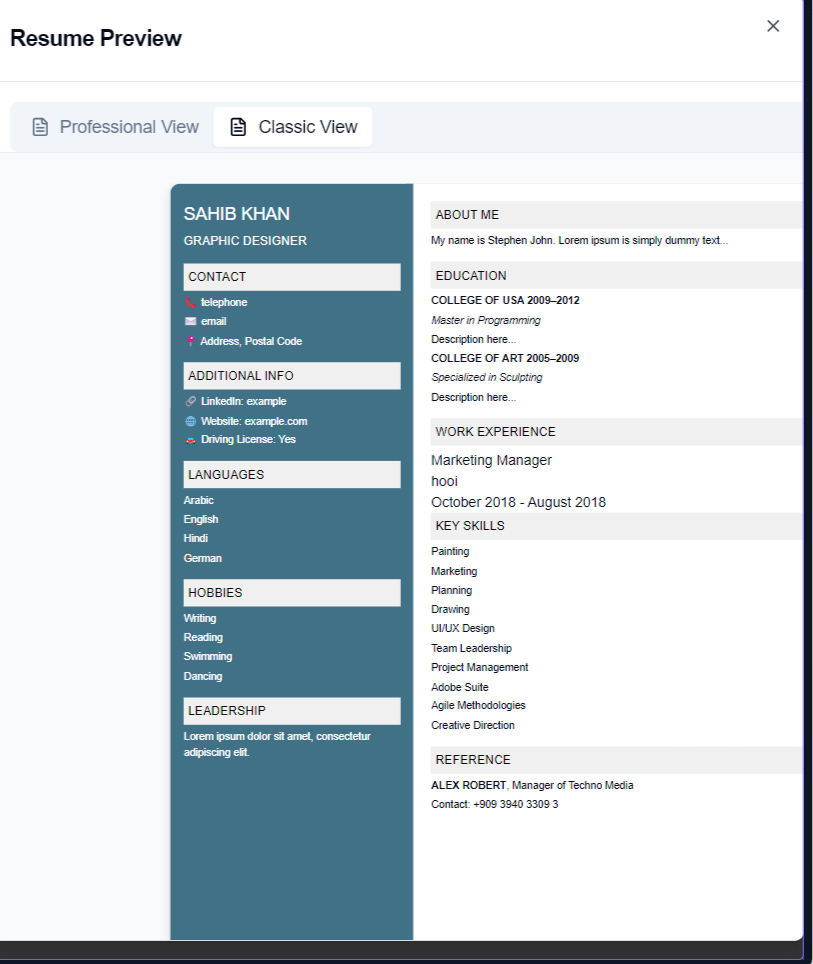 Resume Preview
Professional View
Classic View
SAHIB KHAN
GRAPHIC DESIGNER
CONTACT
telephone
email
Address, Postal Code
ADDITIONAL INFO
LinkedIn: example
Website: example.com
Driving License: Yes
LANGUAGES
Arabic
English
Hindi
German
HOBBIES
Writing
Reading
Swimming
Dancing
LEADERSHIP
Lorem ipsum dolor sit amet, consectetur
adipiscing elit.
ABOUT ME
My name is Stephen John. Lorem ipsum is simply dummy text...
EDUCATION
COLLEGE OF USA 2009–2012
Master in Programming
Description here...
COLLEGE OF ART 2005–2009
Specialized in Sculpting
Description here...
WORK EXPERIENCE
Marketing Manager
hooi
October 2018 - August 2018
KEY SKILLS
Painting
Marketing
Planning
Drawing
UI/UX Design
Team Leadership
Project Management
Adobe Suite
Agile Methodologies
Creative Direction
REFERENCE
ALEX ROBERT, Manager of Techno Media
Contact: +909 3940 3309 3